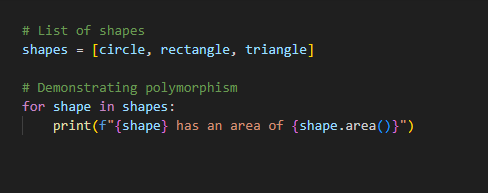 # List of shapes
shapes = [circle, rectangle, triangle]
# Demonstrating polymorphism
for shape in shapes:
    print(f"{shape} has an area of {shape.area()}")